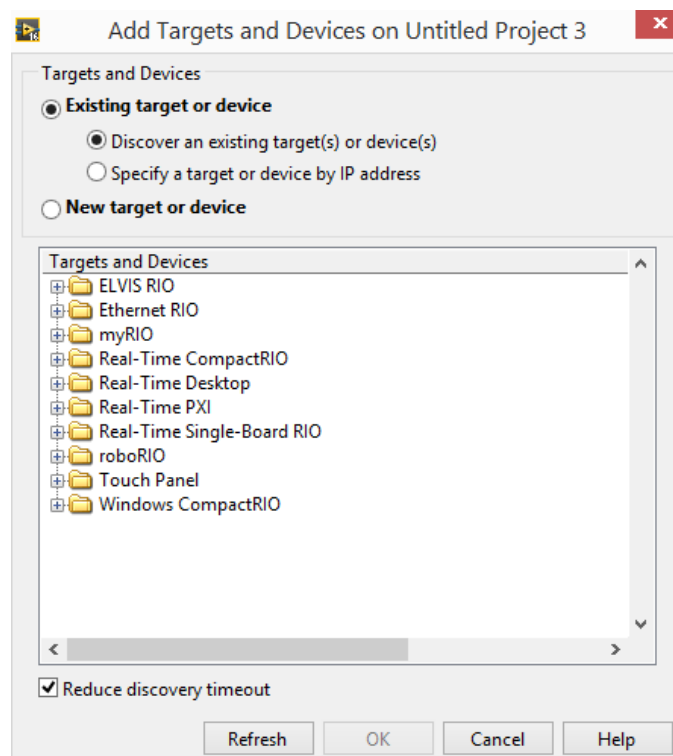 Add Targets and Devices on Untitled Project 3
Targets and Devices
Existing target or device
Discover an existing target(s) or device(s)
Specify a target or device by IP address
New target or device
Targets and Devices
ELVIS RIO
Ethernet RIO
myRIO
Real-Time CompactRIO
Real-Time Desktop
Real-Time PXI
Real-Time Single-Board RIO
roboRIO
Touch Panel
Windows CompactRIO
Reduce discovery timeout
Refresh OK Cancel Help